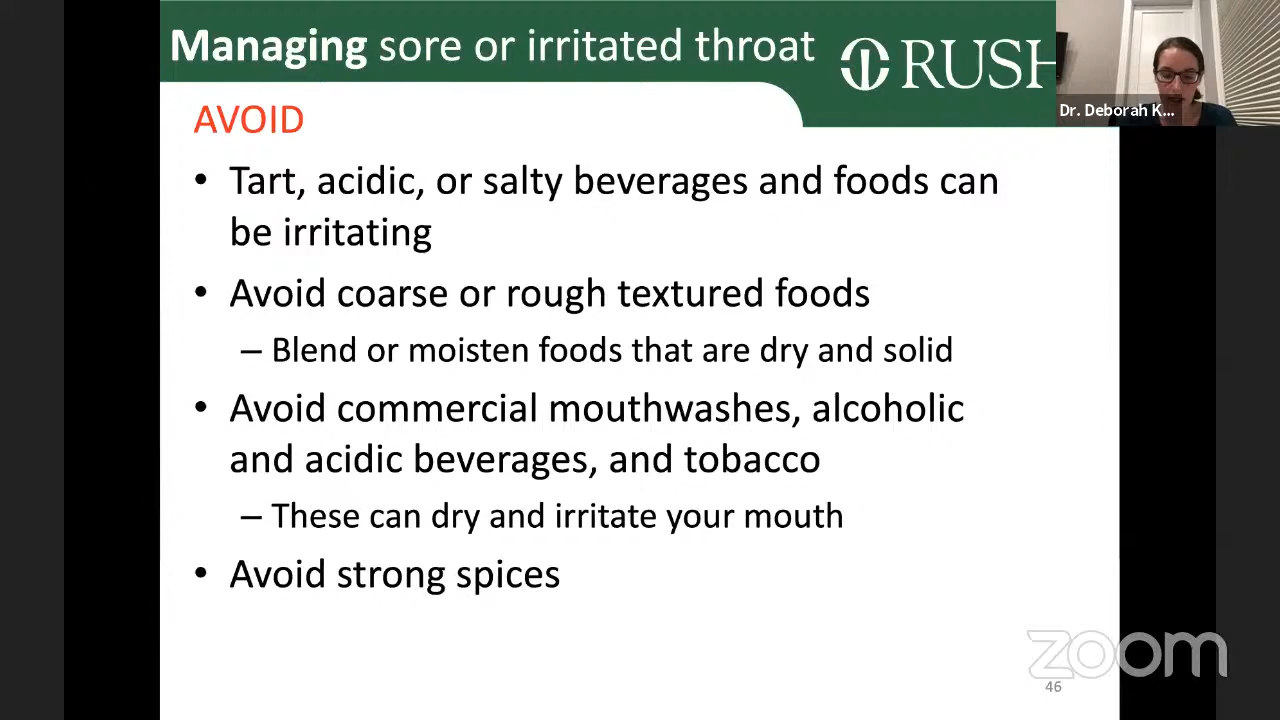 Managing sore or irritated throat
RUSH
Dr. Deborah K...
AVOID
• Tart, acidic, or salty beverages and foods can
be irritating
• Avoid coarse or rough textured foods
– Blend or moisten foods that are dry and solid
• Avoid commercial mouthwashes, alcoholic
and acidic beverages, and tobacco
– These can dry and irritate your mouth
• Avoid strong spices
zoom
46